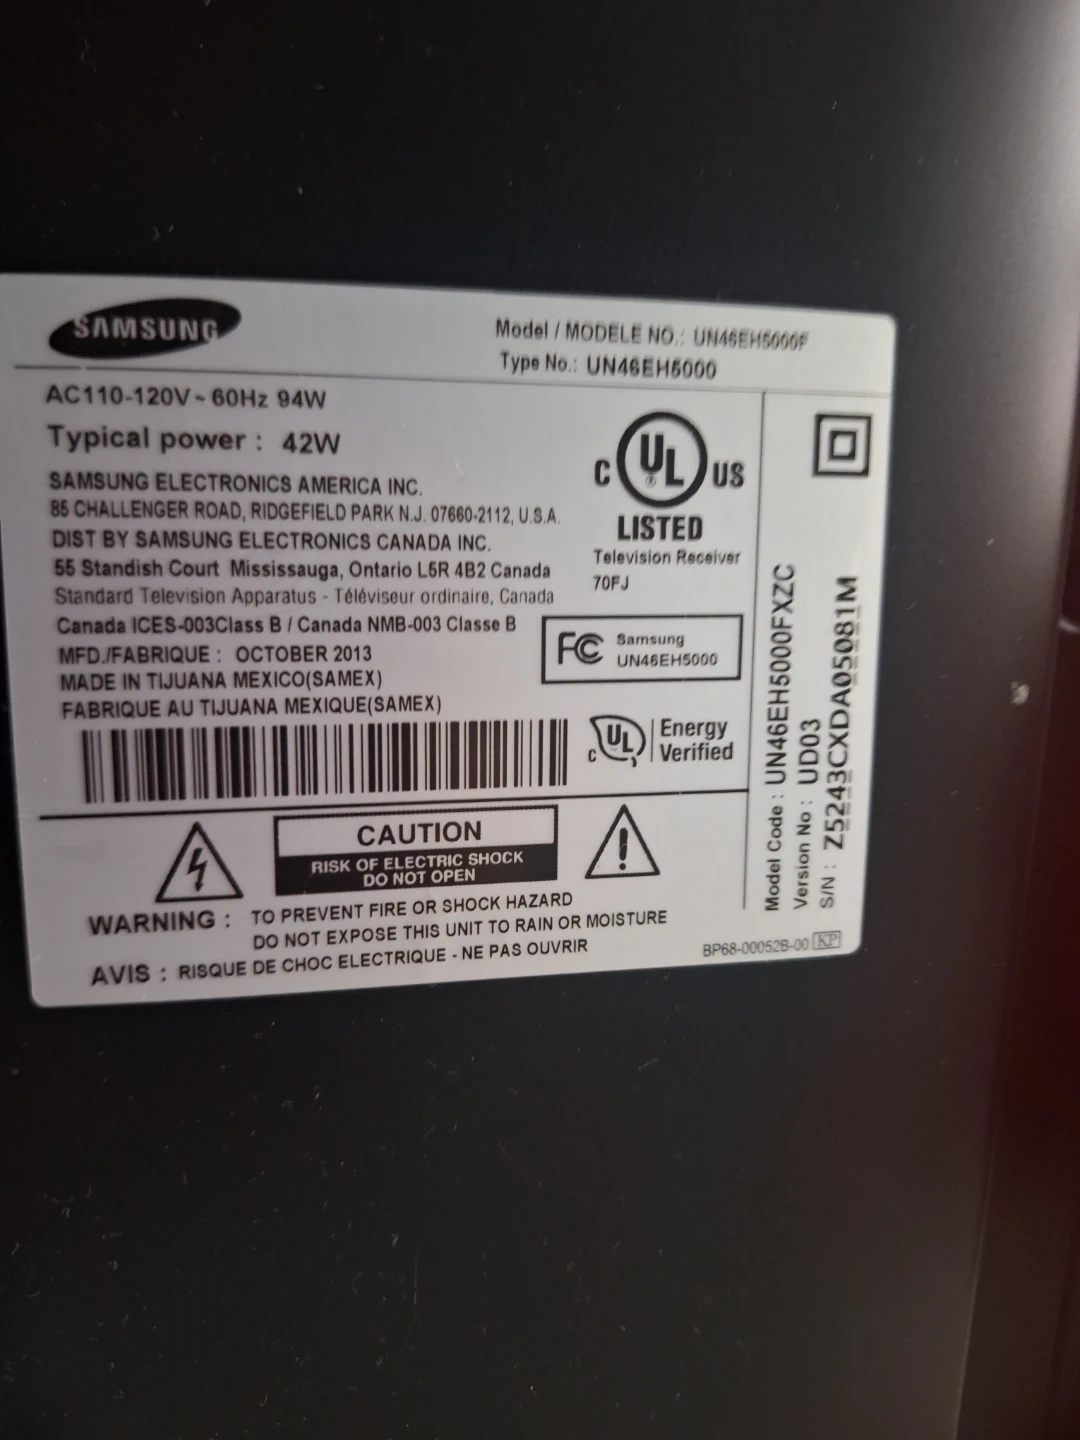 SAMSUNG
Model / MODELE NO.: UN46EH5000F
Type No.: UN46EH5000
AC110-120V~60Hz 94W
Typical power : 42W
SAMSUNG ELECTRONICS AMERICA INC.
85 CHALLENGER ROAD, RIDGEFIELD PARK N.J. 07660-2112, U.S.A.
DIST BY SAMSUNG ELECTRONICS CANADA INC.
55 Standish Court Mississauga, Ontario L5R 4B2 Canada
Standard Television Apparatus - Téléviseur ordinaire, Canada
Canada ICES-003Class B / Canada NMB-003 Classe B
MFD./FABRIQUE : OCTOBER 2013
MADE IN TIJUANA MEXICO(SAMEX)
FABRIQUE AU TIJUANA MEXIQUE(SAMEX)
C UL ® US
LISTED
Television Receiver
70FJ
FC Samsung
UN46EH5000
c UL Energy
Verified
CAUTION
RISK OF ELECTRIC SHOCK
DO NOT OPEN
WARNING : TO PREVENT FIRE OR SHOCK HAZARD
DO NOT EXPOSE THIS UNIT TO RAIN OR MOISTURE
AVIS : RISQUE DE CHOC ELECTRIQUE - NE PAS OUVRIR
BP68-00052B-00 KP
Model Code : UN46EH5000FXZC
Version No : UD03
S/N : Z5243CXDA05081M